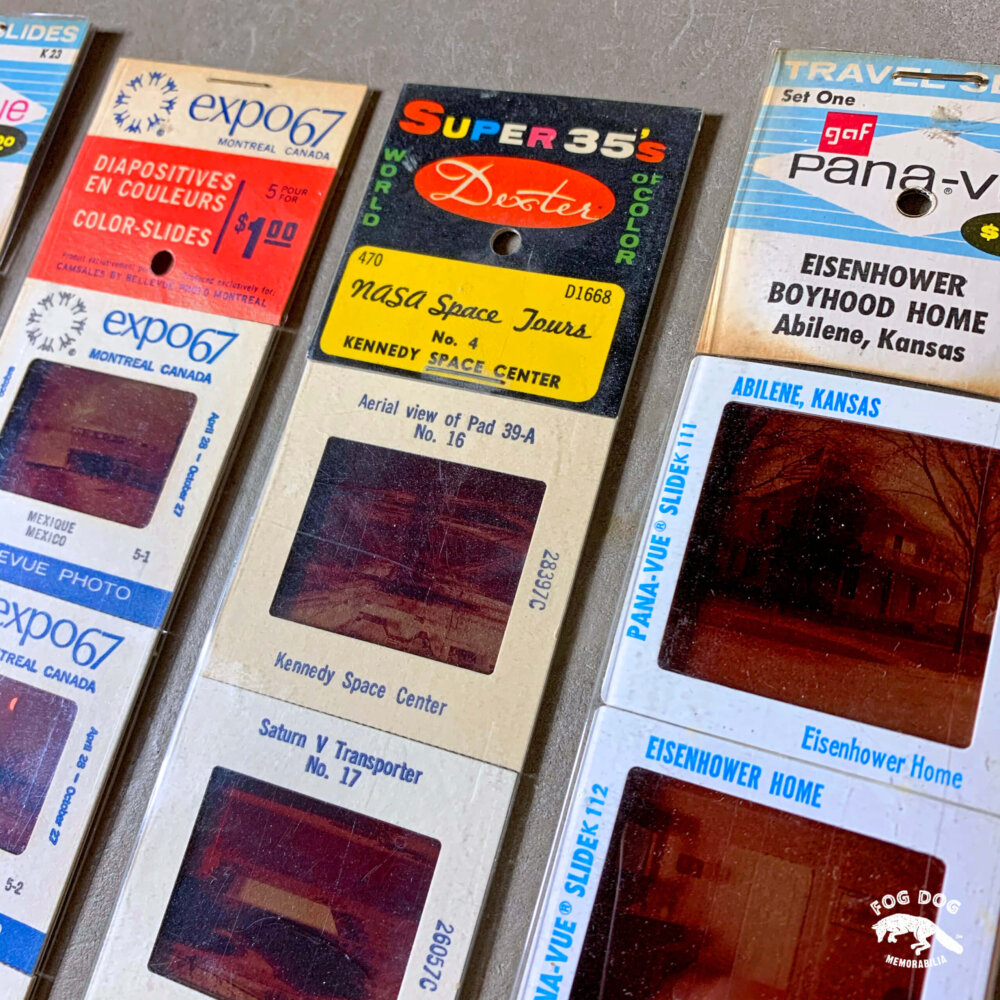 SLIDES
K 23
expo67
MONTREAL CANADA
DIAPOSITIVES
EN COULEURS
COLOR-SLIDES
5 POUR
FOR
$1.00
CAMSALES BY BELLEVUE PHOTO MONTREAL
expo67
MONTREAL CANADA
April 28 – October 27
MEXIQUE
MEXICO
5-1
EVUE PHOTO
expo67
TREAL CANADA
April 28 – October 27
5-2
SUPER 35's
WORLD
Dexter
OF COLOR
470
D1668
NASA Space Tours
No. 4
KENNEDY SPACE CENTER
Aerial view of Pad 39-A
No. 16
28397C
Kennedy Space Center
Saturn V Transporter
No. 17
26057C
TRAVEL
Set One
gaf
PANA-V
$
EISENHOWER
BOYHOOD HOME
Abilene, Kansas
ABILENE, KANSAS
PANA-VUE® SLIDE K 111
Eisenhower Home
EISENHOWER HOME
PANA-VUE® SLIDE K 112
FOG DOG
MEMORABILIA